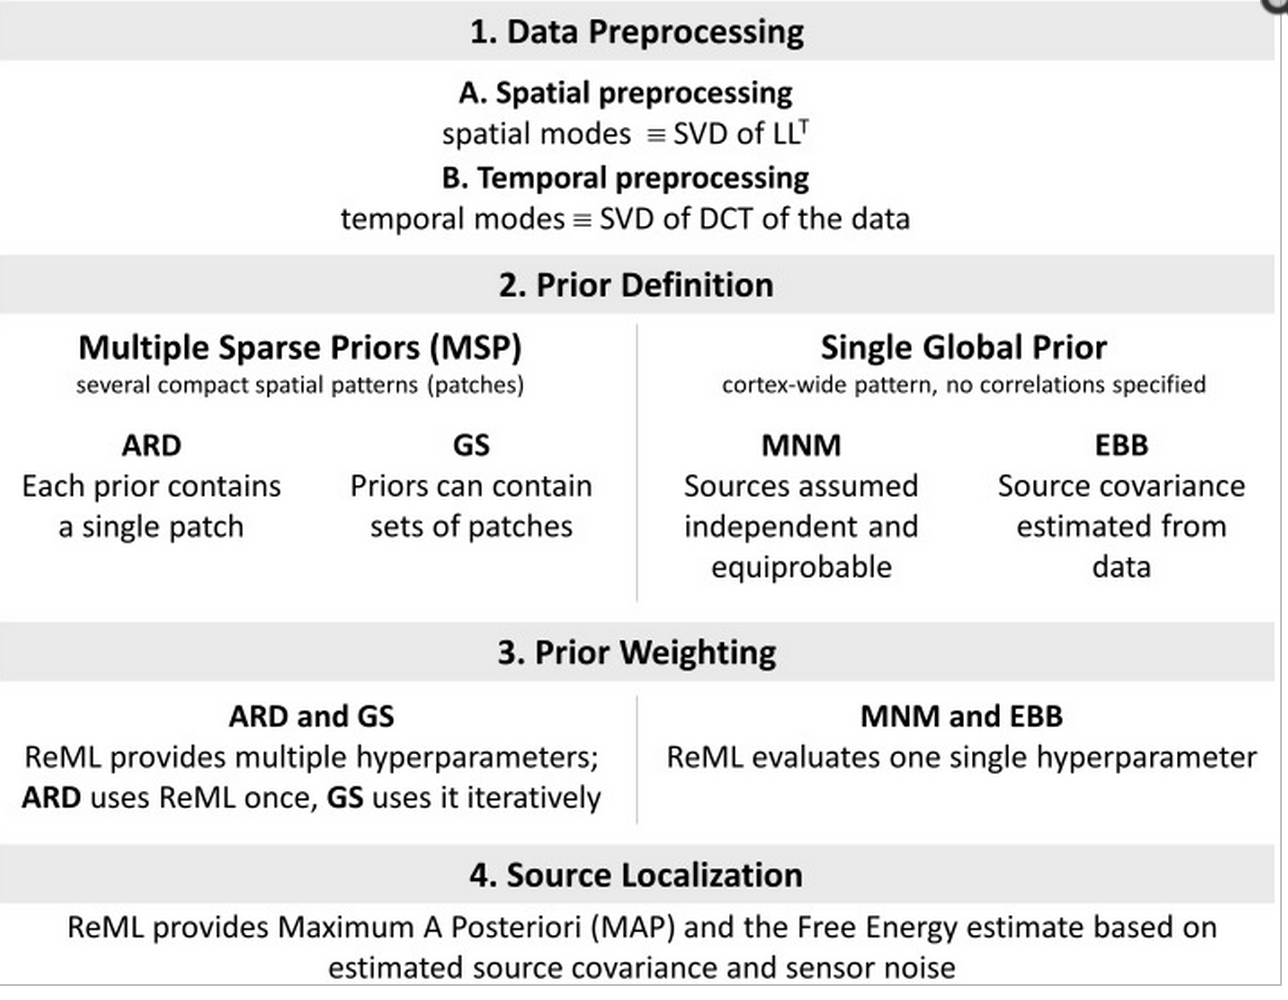 1. Data Preprocessing
A. Spatial preprocessing
spatial modes ≡ SVD of LLᵀ
B. Temporal preprocessing
temporal modes ≡ SVD of DCT of the data
2. Prior Definition
Multiple Sparse Priors (MSP)
several compact spatial patterns (patches)
ARD
Each prior contains
a single patch
GS
Priors can contain
sets of patches
Single Global Prior
cortex-wide pattern, no correlations specified
MNM
Sources assumed
independent and
equiprobable
EBB
Source covariance
estimated from
data
3. Prior Weighting
ARD and GS
ReML provides multiple hyperparameters;
ARD uses ReML once, GS uses it iteratively
MNM and EBB
ReML evaluates one single hyperparameter
4. Source Localization
ReML provides Maximum A Posteriori (MAP) and the Free Energy estimate based on
estimated source covariance and sensor noise